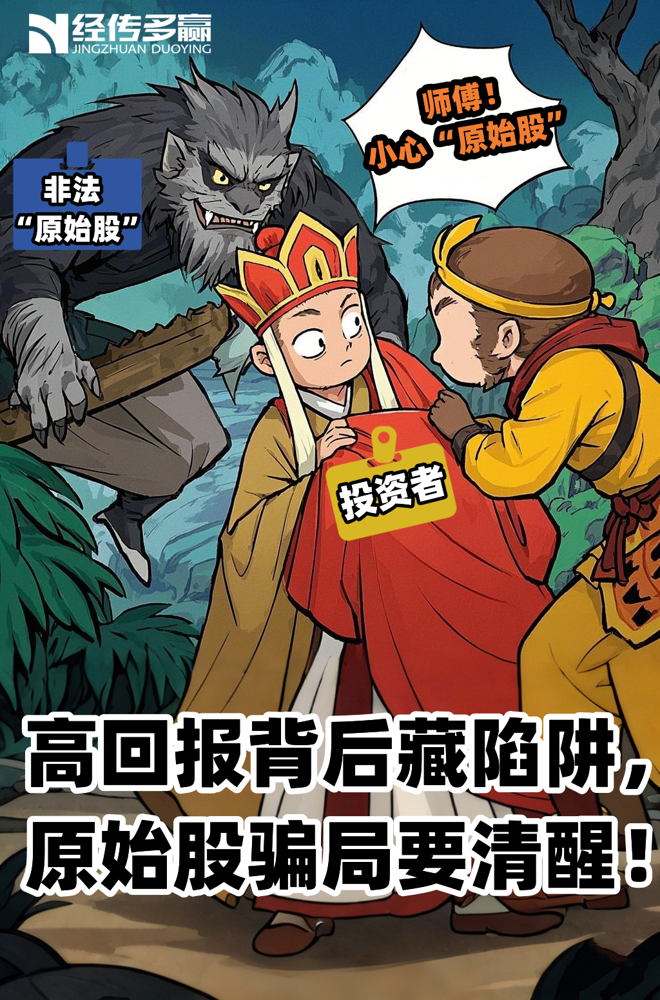 经传多赢
JINGZHUAN DUOYING
师傅！
小心“原始股”
非法
“原始股”
投资者
高回报背后藏陷阱，
原始股骗局要清醒！